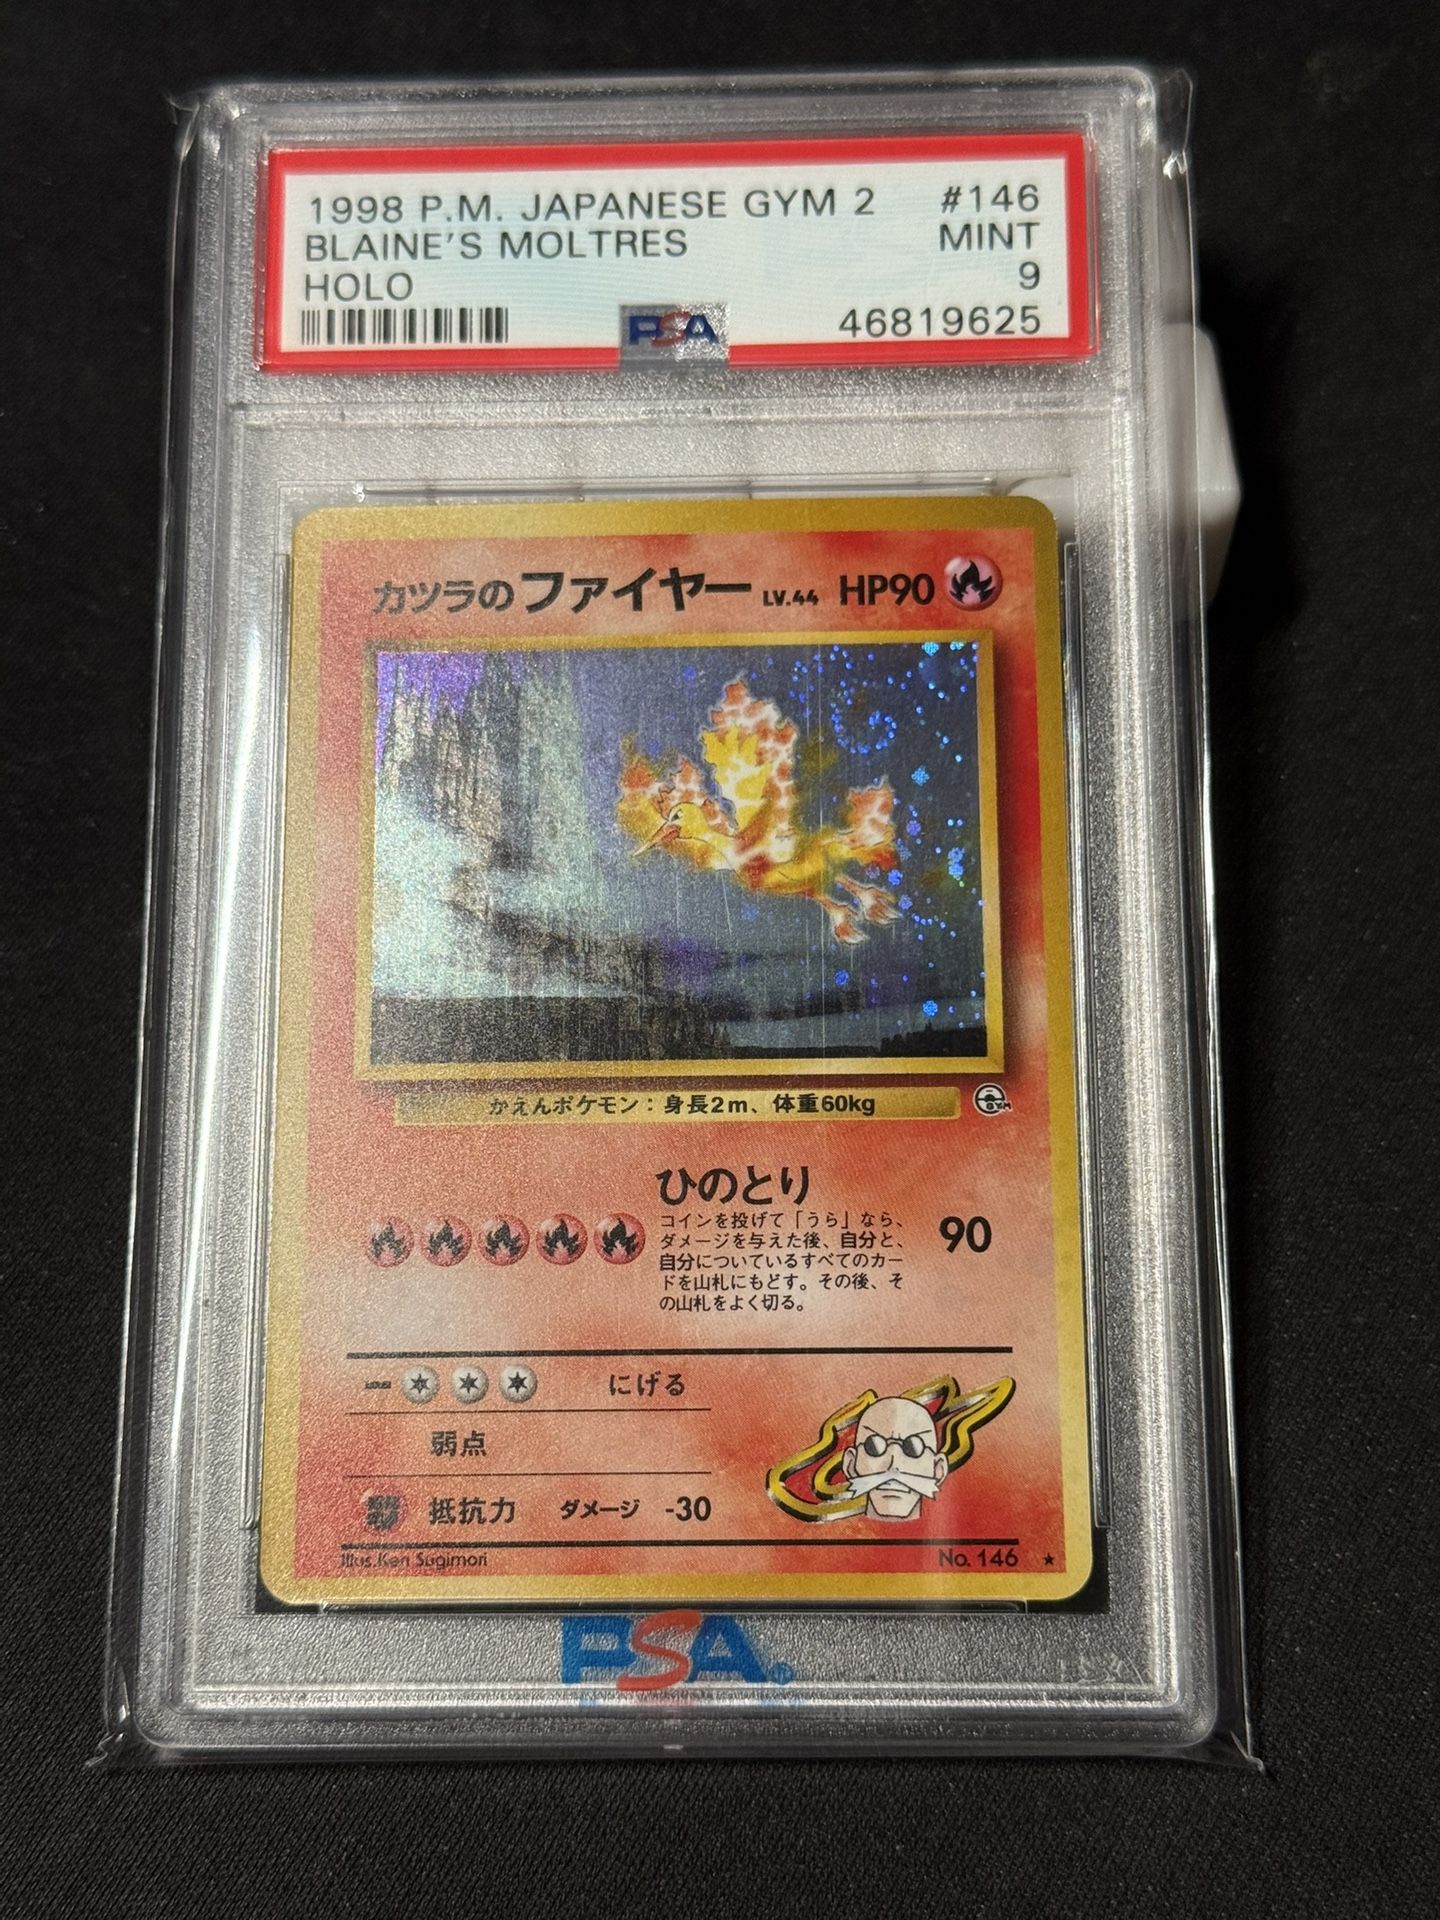 1998 P.M. JAPANESE GYM 2 #146
BLAINE'S MOLTRES MINT
HOLO 9
PSA 46819625
カツラのファイヤー LV.44 HP90
かえんポケモン：身長2m、体重60kg
GYM
ひのとり
コインを投げて「うら」なら、
ダメージを与えた後、自分と、
自分についているすべてのカー
ドを山札にもどす。その後、そ
の山札をよく切る。
90
にげる
弱点
抵抗力 ダメージ -30
Illus.Ken Sugimori No. 146 ★
PSA